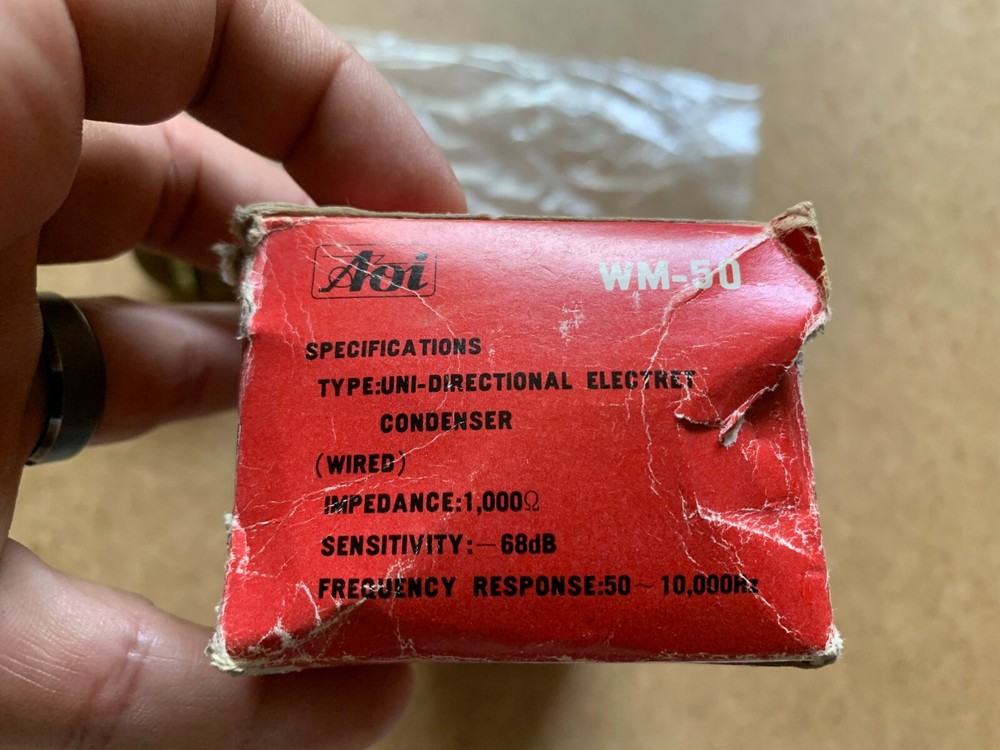 Aoi
WM-50
SPECIFICATIONS
TYPE:UNI-DIRECTIONAL ELECTRET
CONDENSER
(WIRED)
IMPEDANCE:1,000Ω
SENSITIVITY:—68dB
FREQUENCY RESPONSE:50~10,000Hz